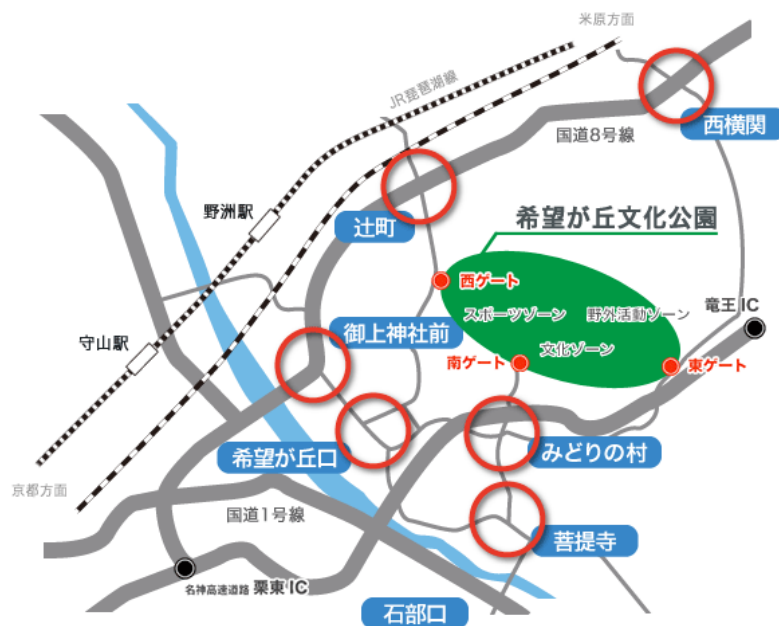 米原方面
JR琵琶湖線
西横関
国道8号線
野洲駅
辻町
希望が丘文化公園
西ゲート
スポーツゾーン
野外活動ゾーン
竜王IC
守山駅
御上神社前
文化ゾーン
南ゲート
東ゲート
希望が丘口
みどりの村
京都方面
国道1号線
菩提寺
名神高速道路 栗東IC
石部口